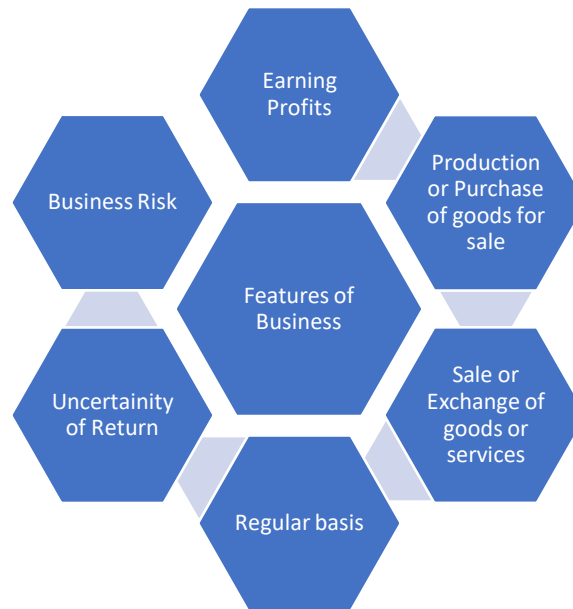 Earning
Profits
Production
or Purchase
of goods for
sale
Sale or
Exchange of
goods or
services
Regular basis
Uncertainity
of Return
Business Risk
Features of
Business